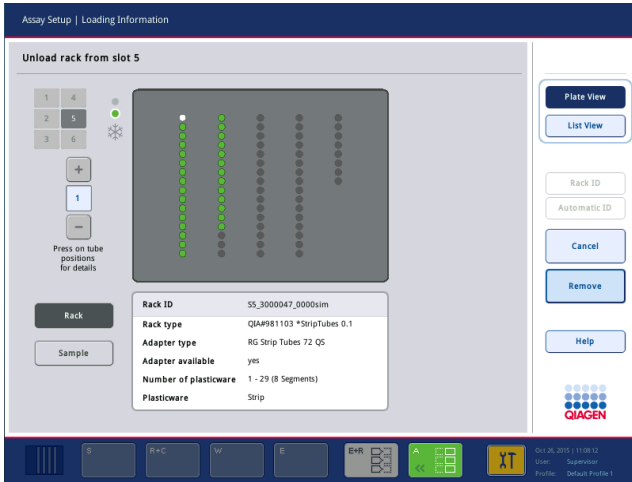 Assay Setup | Loading Information
Unload rack from slot 5
1 4
2 5
3 6
+
1
−
Press on tube
positions
for details
Rack
Sample
Rack ID S5_3000047_0000sim
Rack type QIA#981103 *StripTubes 0.1
Adapter type RG Strip Tubes 72 QS
Adapter available yes
Number of plasticware 1 - 29 (8 Segments)
Plasticware Strip
Plate View
List View
Rack ID
Automatic ID
Cancel
Remove
Help
QIAGEN
S
R+C
W
E
E+R
A
Oct 26, 2015 | 11:08:12
User: Supervisor
Profile: Default Profile 1